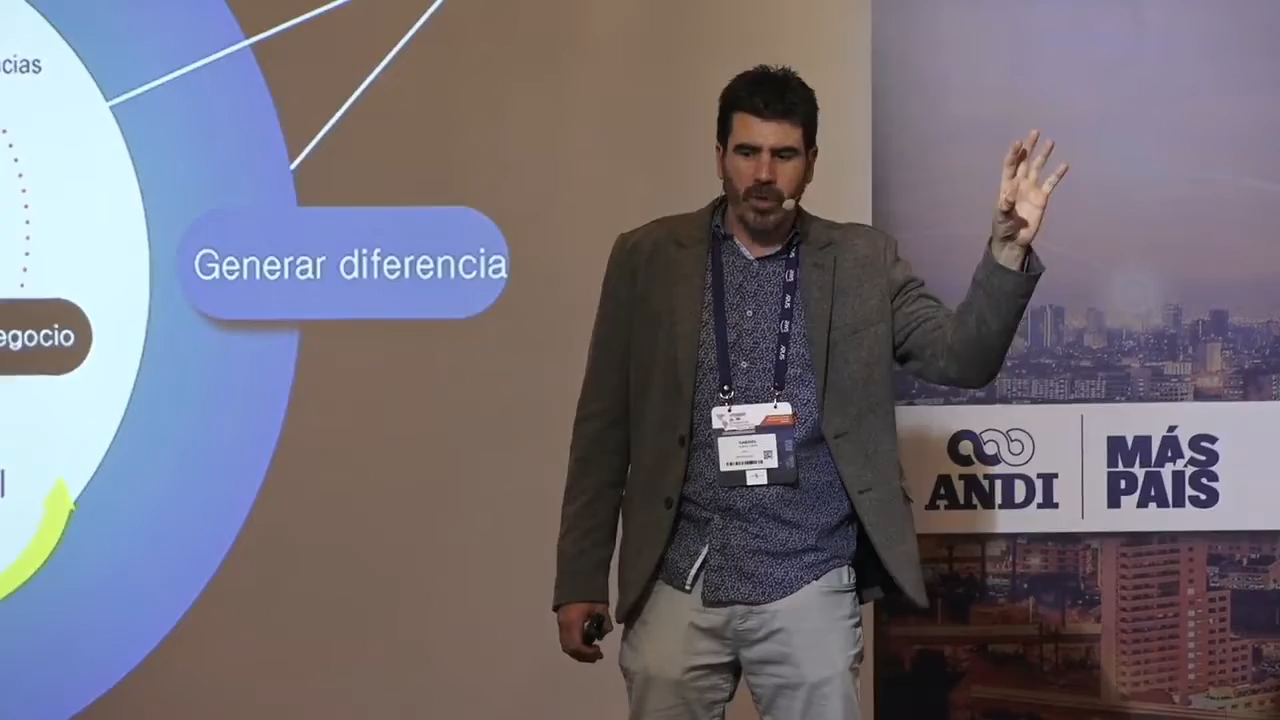 cias
Generar diferencia
egocio
l
ANDI
MÁS
PAÍS